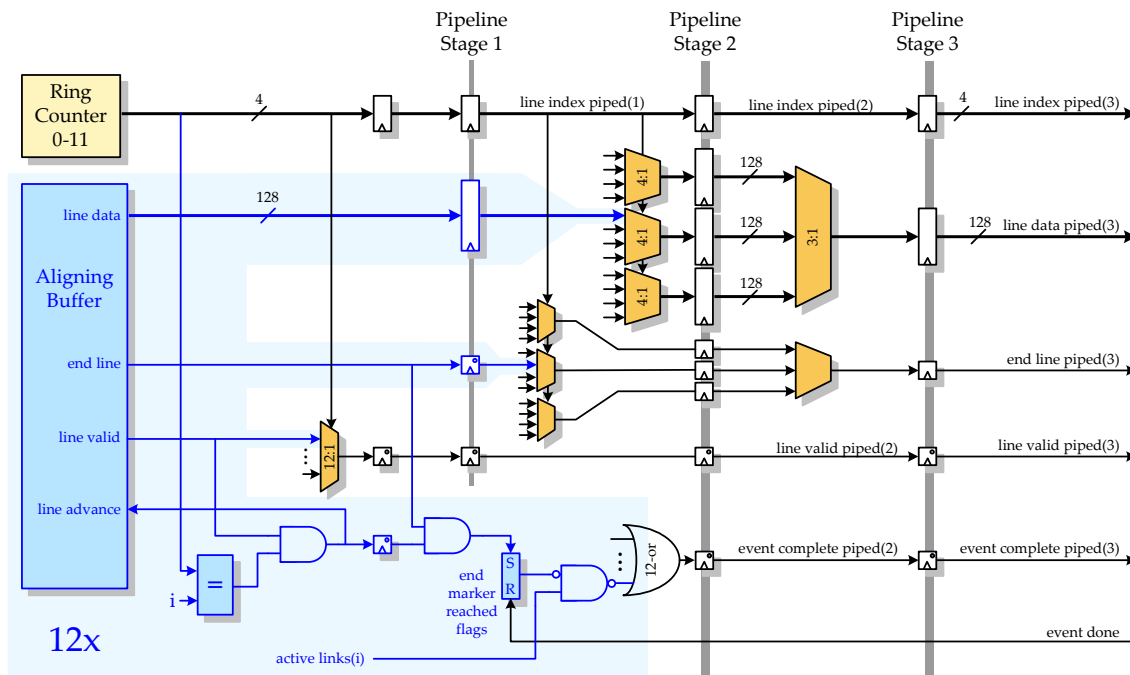 Pipeline
Stage 1
Pipeline
Stage 2
Pipeline
Stage 3
Ring
Counter
0-11
4
line index piped(1)
line index piped(2)
4
line index piped(3)
4:1
128
line data
128
4:1
128
3:1
128
line data piped(3)
Aligning
Buffer
4:1
128
end line
end line piped(3)
line valid
12:1
line valid piped(2)
line valid piped(3)
line advance
12-or
event complete piped(2)
event complete piped(3)
S
R
=
i
end
marker
reached
flags
12x
active links(i)
event done